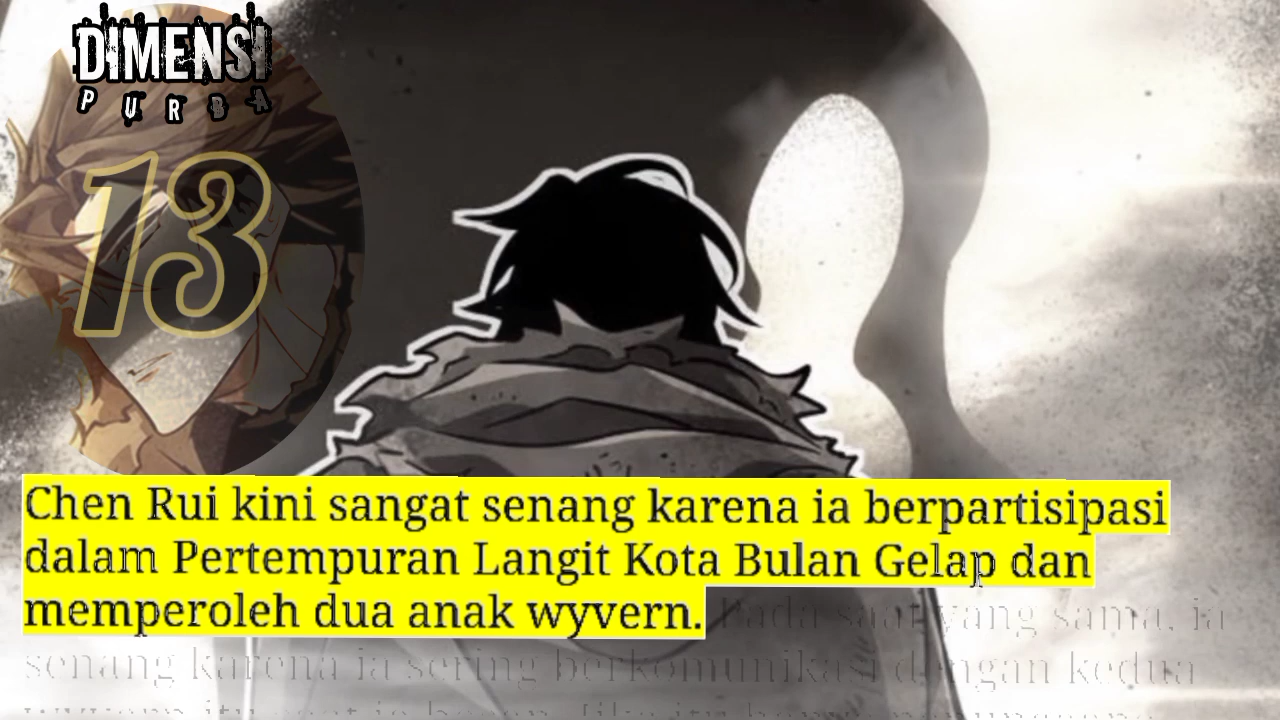 DIMENSI
PURBA
13
Chen Rui kini sangat senang karena ia berpartisipasi
dalam Pertempuran Langit Kota Bulan Gelap dan
memperoleh dua anak wyvern. Pada saat yang sama, ia
senang karena ia sering berkomunikasi dengan kedua